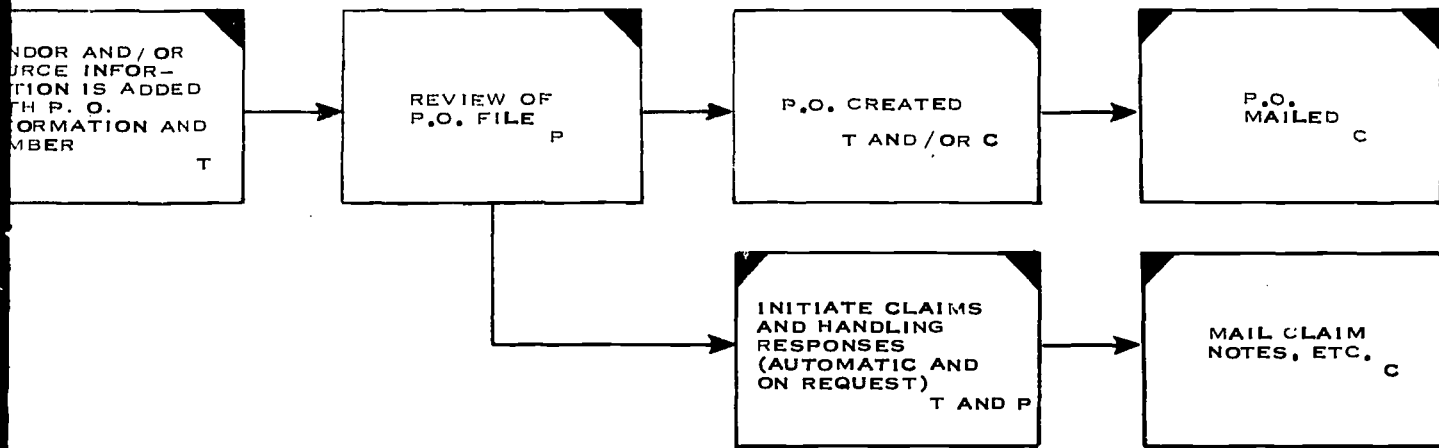 NDOR AND/OR
URCE INFOR-
TION IS ADDED
TH P. O.
ORMATION AND
MBER
T
REVIEW OF
P.O. FILE
P
P.O. CREATED
T AND/OR C
P.O.
MAILED
C
INITIATE CLAIMS
AND HANDLING
RESPONSES
(AUTOMATIC AND
ON REQUEST)
T AND P
MAIL CLAIM
NOTES, ETC.
C